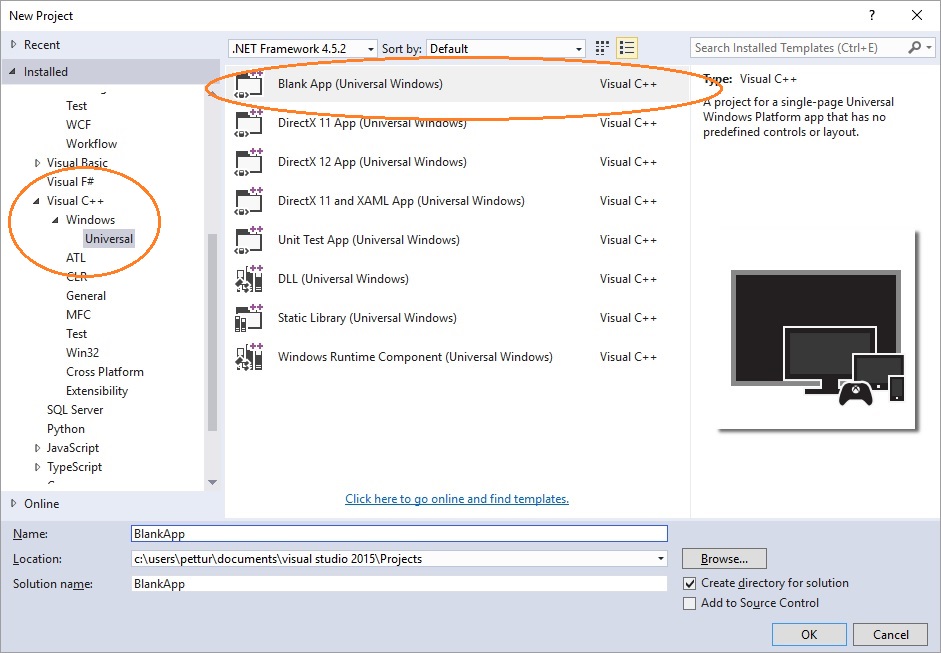 New Project
Recent
.NET Framework 4.5.2 Sort by: Default Search Installed Templates (Ctrl+E)
Installed
Test
WCF
Workflow
Visual Basic
Visual F#
Visual C++
Windows
Universal
ATL
CLR
General
MFC
Test
Win32
Cross Platform
Extensibility
SQL Server
Python
JavaScript
TypeScript
Online
Blank App (Universal Windows) Visual C++
DirectX 11 App (Universal Windows) Visual C++
DirectX 12 App (Universal Windows) Visual C++
DirectX 11 and XAML App (Universal Windows) Visual C++
Unit Test App (Universal Windows) Visual C++
DLL (Universal Windows) Visual C++
Static Library (Universal Windows) Visual C++
Windows Runtime Component (Universal Windows) Visual C++
Click here to go online and find templates.
Type: Visual C++
A project for a single-page Universal
Windows Platform app that has no
predefined controls or layout.
Name: BlankApp
Location: c:\users\pettur\documents\visual studio 2015\Projects Browse...
Solution name: BlankApp
Create directory for solution
Add to Source Control
OK Cancel